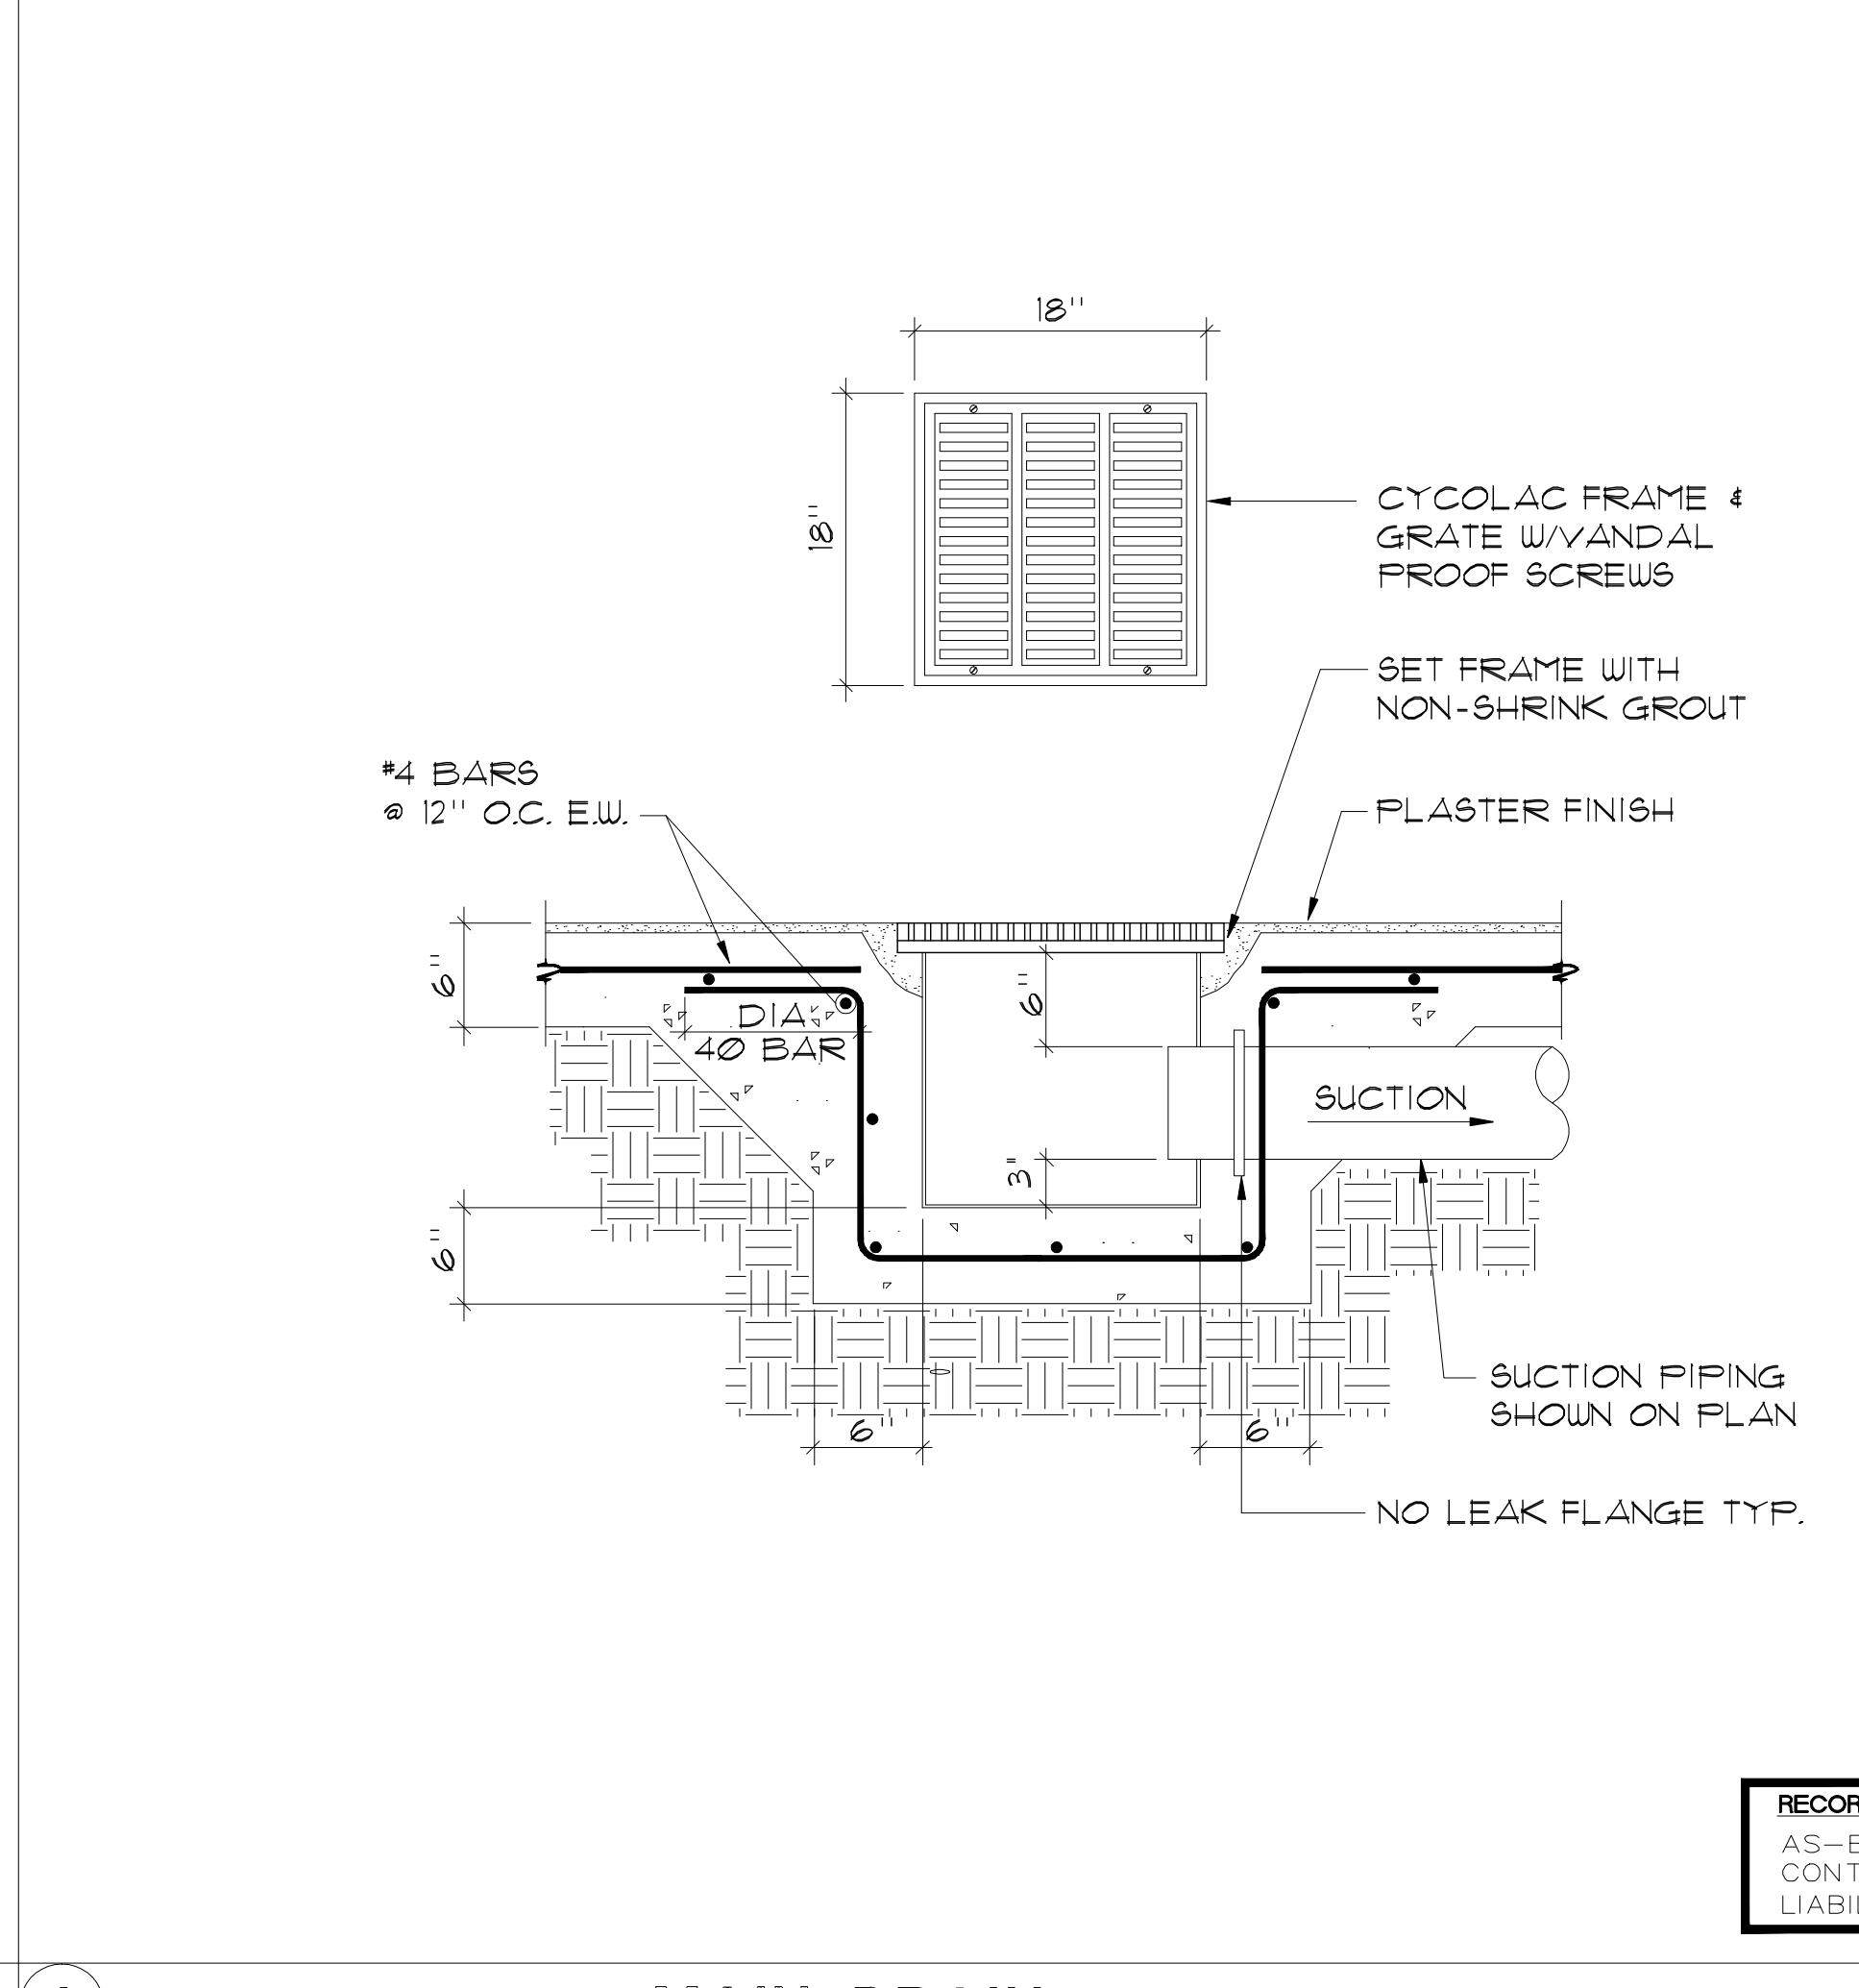 18"
18"
CYCOLAC FRAME &
GRATE W/VANDAL
PROOF SCREWS
SET FRAME WITH
NON-SHRINK GROUT
#4 BARS
@ 12" O.C. E.W.
PLASTER FINISH
6"
6"
DIA.
40 BAR
SUCTION
3"
6"
SUCTION PIPING
SHOWN ON PLAN
6"
6"
NO LEAK FLANGE TYP.
RECOR
AS-B
CONT
LIABIL